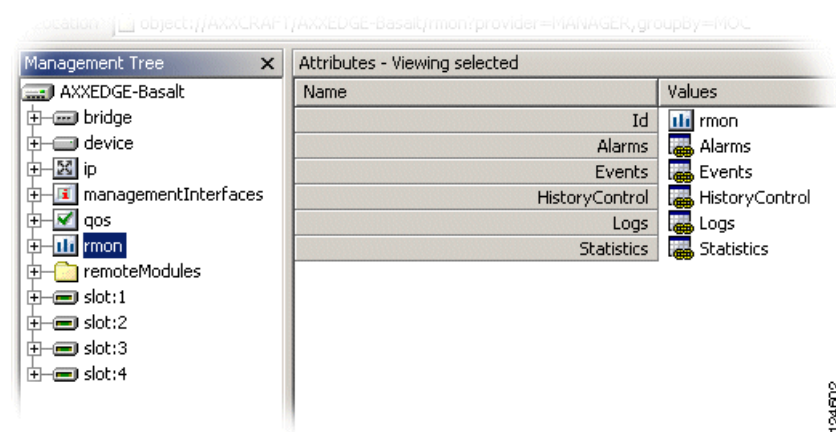 Location: object://AXXCRAFT/AXXEDGE-Basalt/rmon?provider=MANAGER,groupBy=MOC
Management Tree
AXXEDGE-Basalt
bridge
device
ip
managementInterfaces
qos
rmon
remoteModules
slot:1
slot:2
slot:3
slot:4
Attributes - Viewing selected
Name Values
Id rmon
Alarms Alarms
Events Events
HistoryControl HistoryControl
Logs Logs
Statistics Statistics
124602